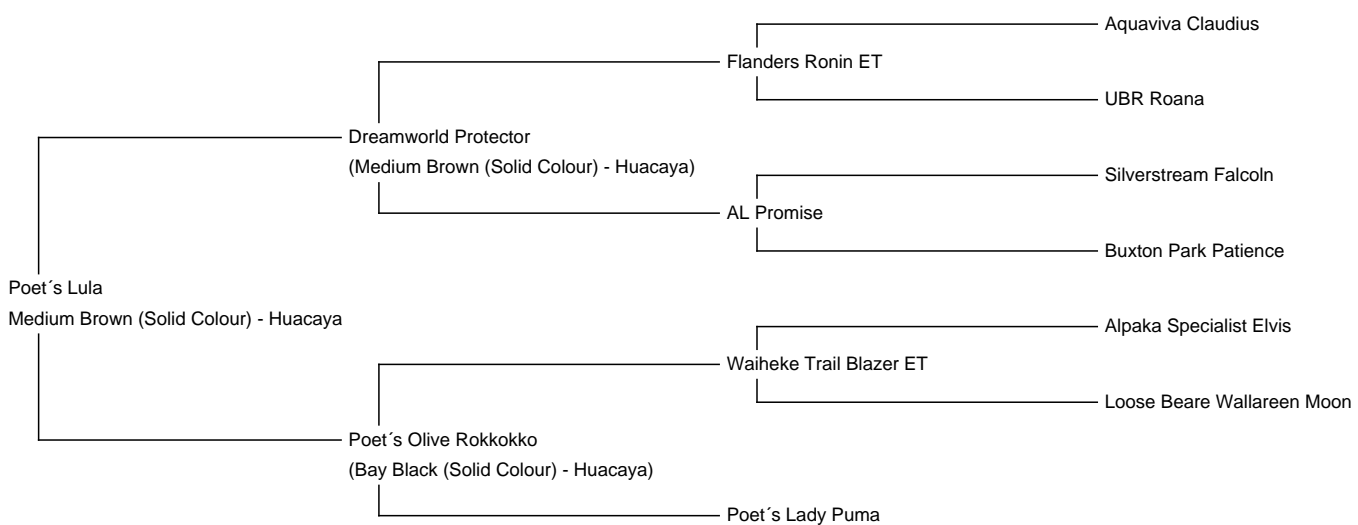 Aquaviva Claudius
Flanders Ronin ET
UBR Roana
Dreamworld Protector
(Medium Brown (Solid Colour) - Huacaya)
Silverstream Falcoln
AL Promise
Buxton Park Patience
Poet´s Lula
Medium Brown (Solid Colour) - Huacaya
Alpaka Specialist Elvis
Waiheke Trail Blazer ET
Loose Beare Wallareen Moon
Poet´s Olive Rokkokko
(Bay Black (Solid Colour) - Huacaya)
Poet´s Lady Puma